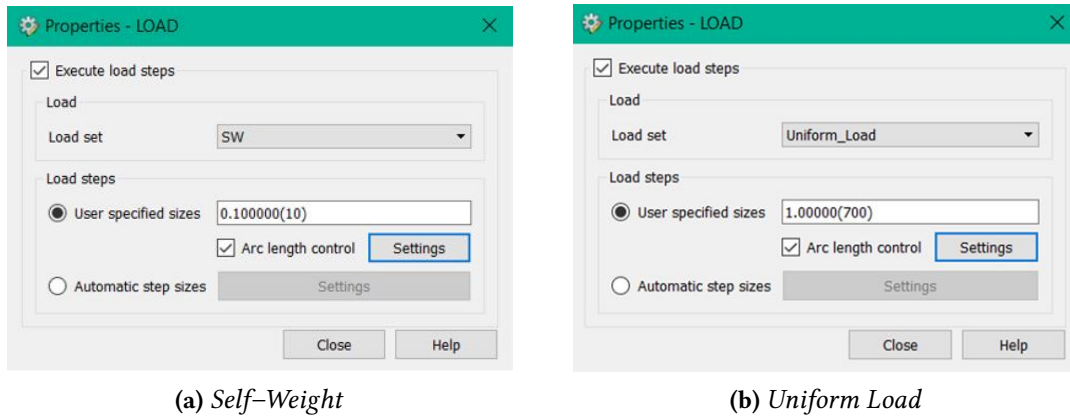 Properties - LOAD
Execute load steps
Load
Load set SW
Load steps
User specified sizes 0.100000(10)
Arc length control Settings
Automatic step sizes Settings
Close Help
(a) Self–Weight
Properties - LOAD
Execute load steps
Load
Load set Uniform_Load
Load steps
User specified sizes 1.00000(700)
Arc length control Settings
Automatic step sizes Settings
Close Help
(b) Uniform Load